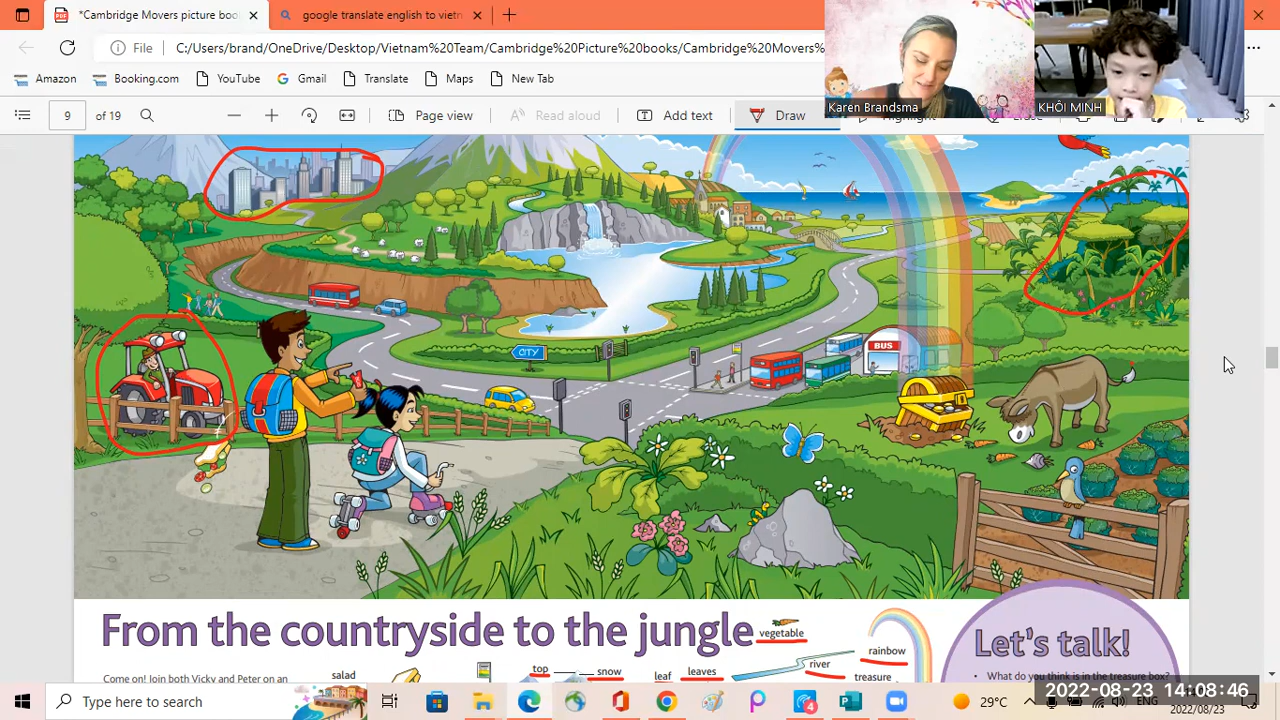 *Cambridge Movers picture boo
google translate english to vietn
File
C:/Users/brand/OneDrive/Desktop/Vietnam%20Team/Cambridge%20Picture%20books/Cambridge%20Movers%
Amazon
Booking.com
YouTube
Gmail
Translate
Maps
New Tab
Karen Brandsma
KHÔI MINH
9
of 19
Page view
Read aloud
Add text
Draw
CITY
BUS
From the countryside to the jungle
vegetable
rainbow
Let's talk!
salad
top
snow
leaf
leaves
river
treasure
Come on! Join both Vicky and Peter on an
What do you think is in the treasure box?
2022-08-23 14:08:46
Type here to search
4
29°C
ENG
2022/08/23